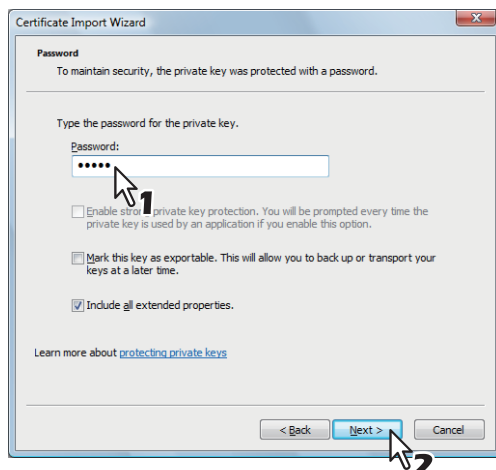 Certificate Import Wizard
Password
To maintain security, the private key was protected with a password.
Type the password for the private key.
Password:
•••••
1
Enable strong private key protection. You will be prompted every time the
private key is used by an application if you enable this option.
Mark this key as exportable. This will allow you to back up or transport your
keys at a later time.
Include all extended properties.
Learn more about protecting private keys
< Back Next > Cancel
2